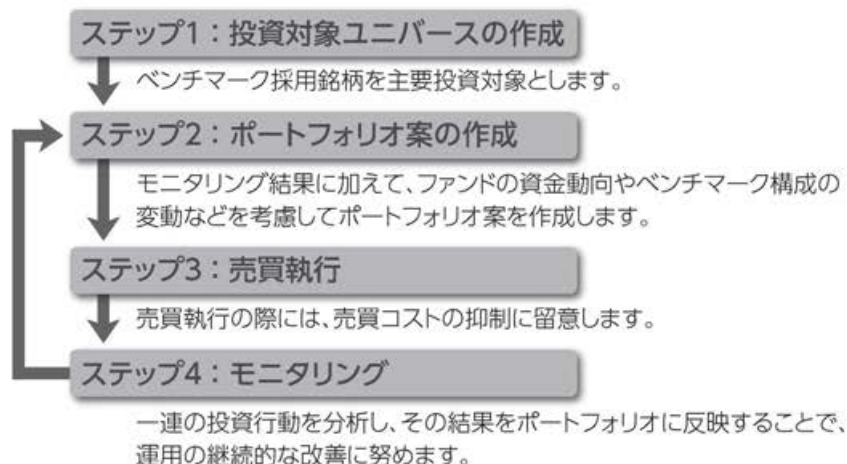 ステップ1：投資対象ユニバースの作成
ベンチマーク採用銘柄を主要投資対象とします。
ステップ2：ポートフォリオ案の作成
モニタリング結果に加えて、ファンドの資金動向やベンチマーク構成の
変動などを考慮してポートフォリオ案を作成します。
ステップ3：売買執行
売買執行の際には、売買コストの抑制に留意します。
ステップ4：モニタリング
一連の投資行動を分析し、その結果をポートフォリオに反映することで、
運用の継続的な改善に努めます。